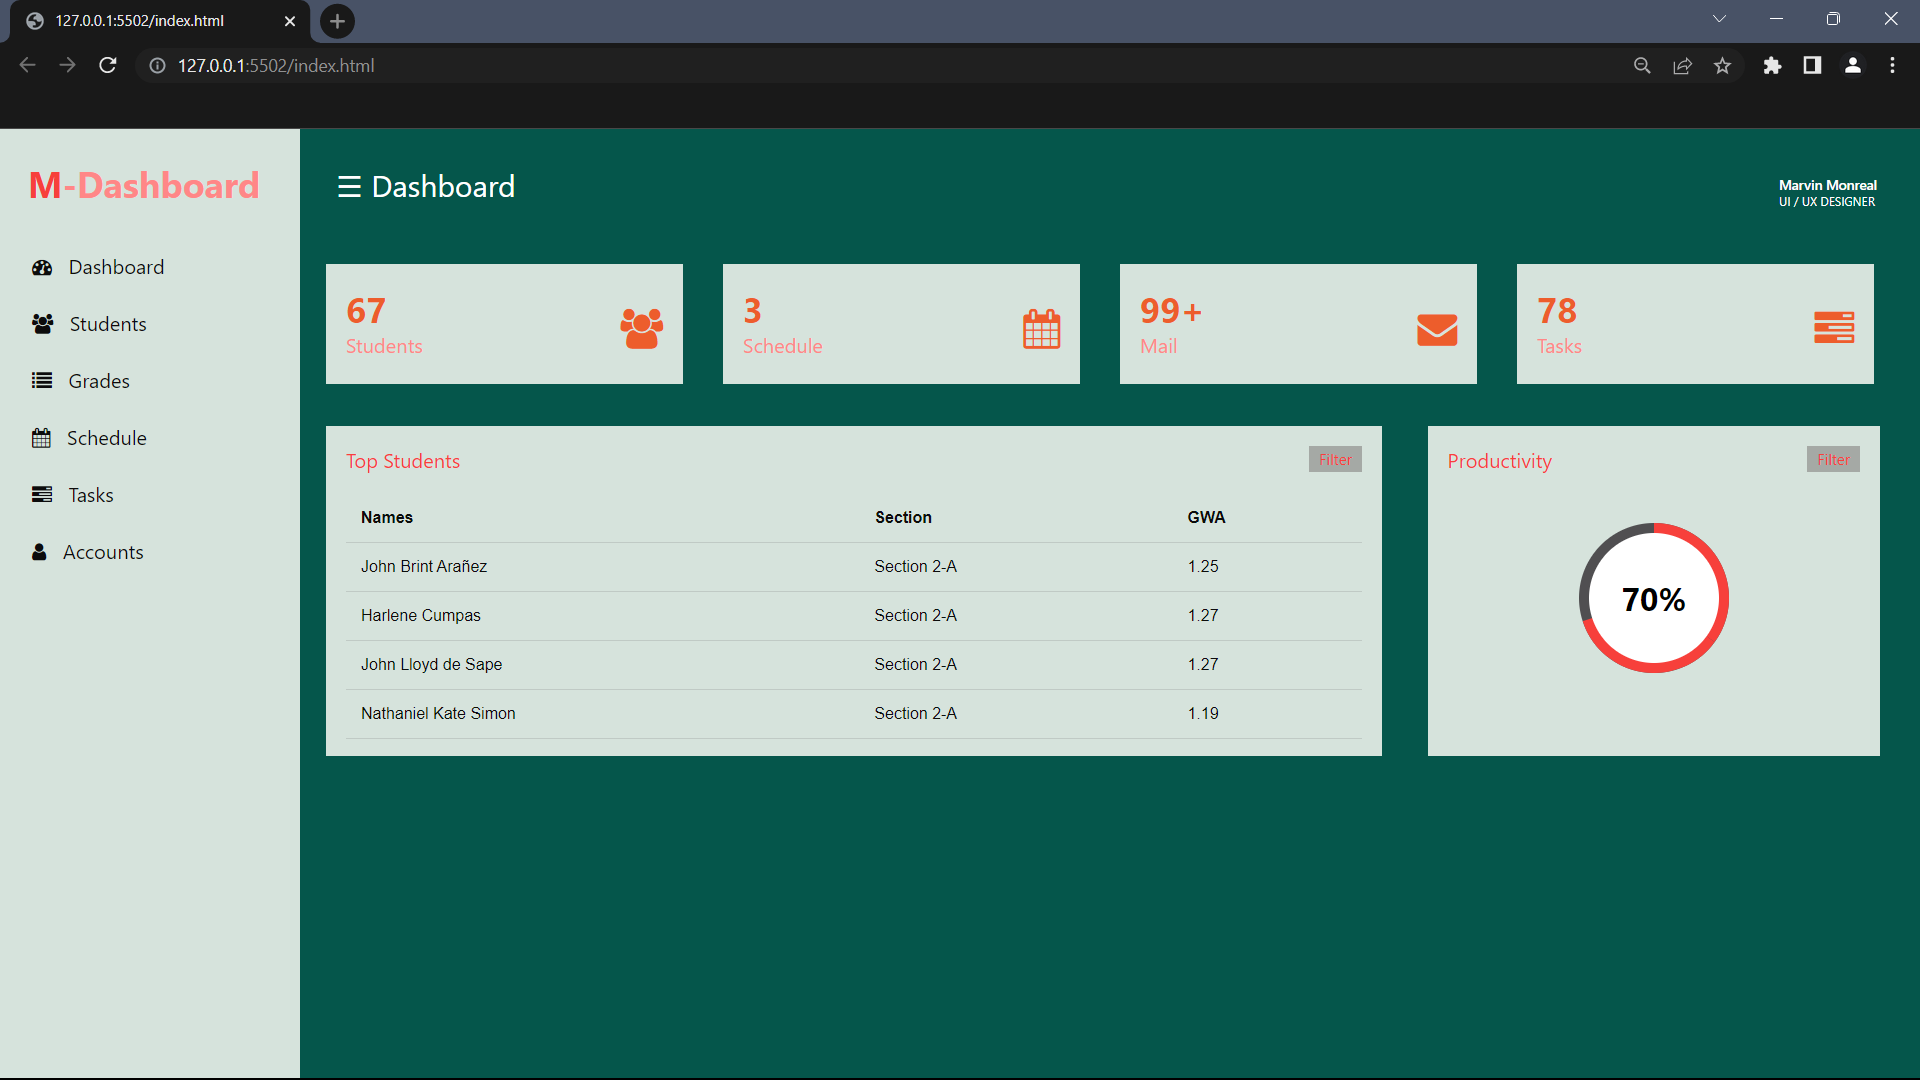 127.0.0.1:5502/index.html
127.0.0.1:5502/index.html
M-Dashboard
Dashboard
Students
Grades
Schedule
Tasks
Accounts
☰ Dashboard
Marvin Monreal
UI / UX DESIGNER
67
Students
3
Schedule
99+
Mail
78
Tasks
Top Students Filter
Names Section GWA
John Brint Arañez Section 2-A 1.25
Harlene Cumpas Section 2-A 1.27
John Lloyd de Sape Section 2-A 1.27
Nathaniel Kate Simon Section 2-A 1.19
Productivity Filter
70%